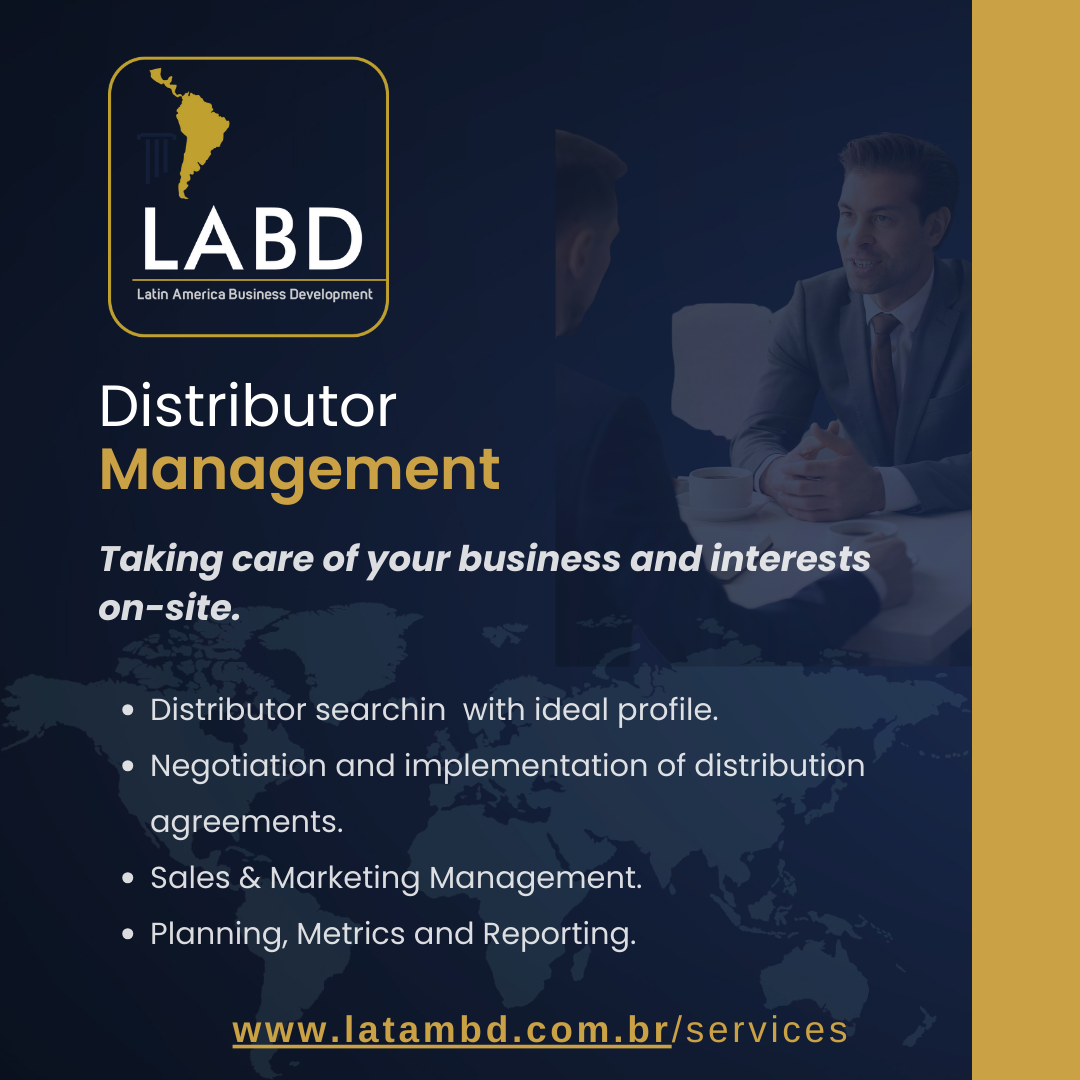 LABD
Latin America Business Development
Distributor
Management
Taking care of your business and interests
on-site.
• Distributor searchin  with ideal profile.
• Negotiation and implementation of distribution
agreements.
• Sales & Marketing Management.
• Planning, Metrics and Reporting.
www.latambd.com.br/services